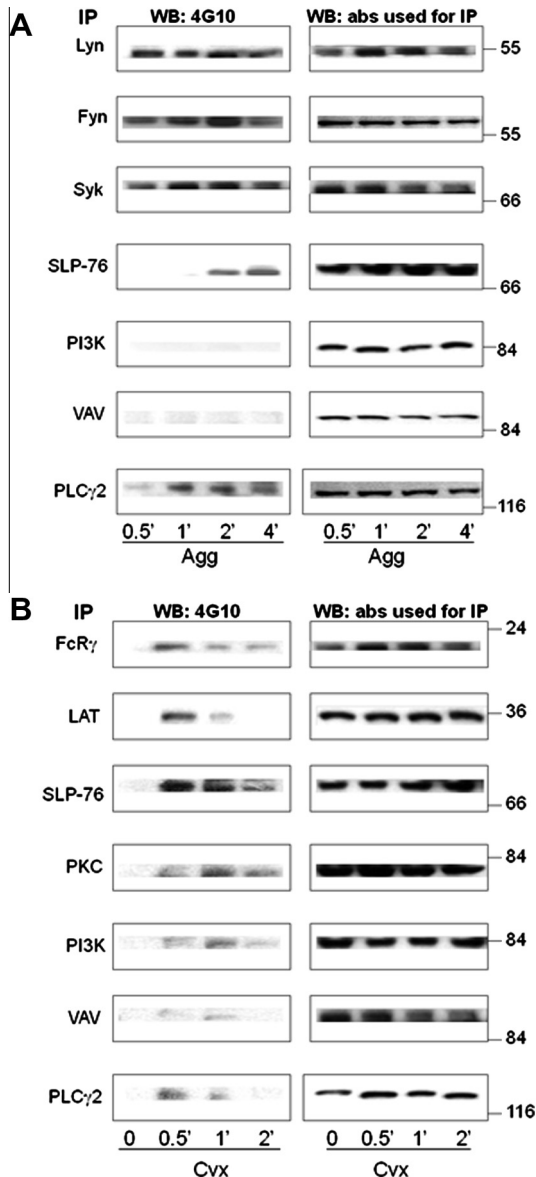 A
IP WB: 4G10 WB: abs used for IP
Lyn 55
Fyn 55
Syk 66
SLP-76 66
PI3K 84
VAV 84
PLCγ2 116
0.5' 1' 2' 4' 0.5' 1' 2' 4'
Agg Agg
B
IP WB: 4G10 WB: abs used for IP
FcRγ 24
LAT 36
SLP-76 66
PKC 84
PI3K 84
VAV 84
PLCγ2 116
0 0.5' 1' 2' 0 0.5' 1' 2'
Cvx Cvx